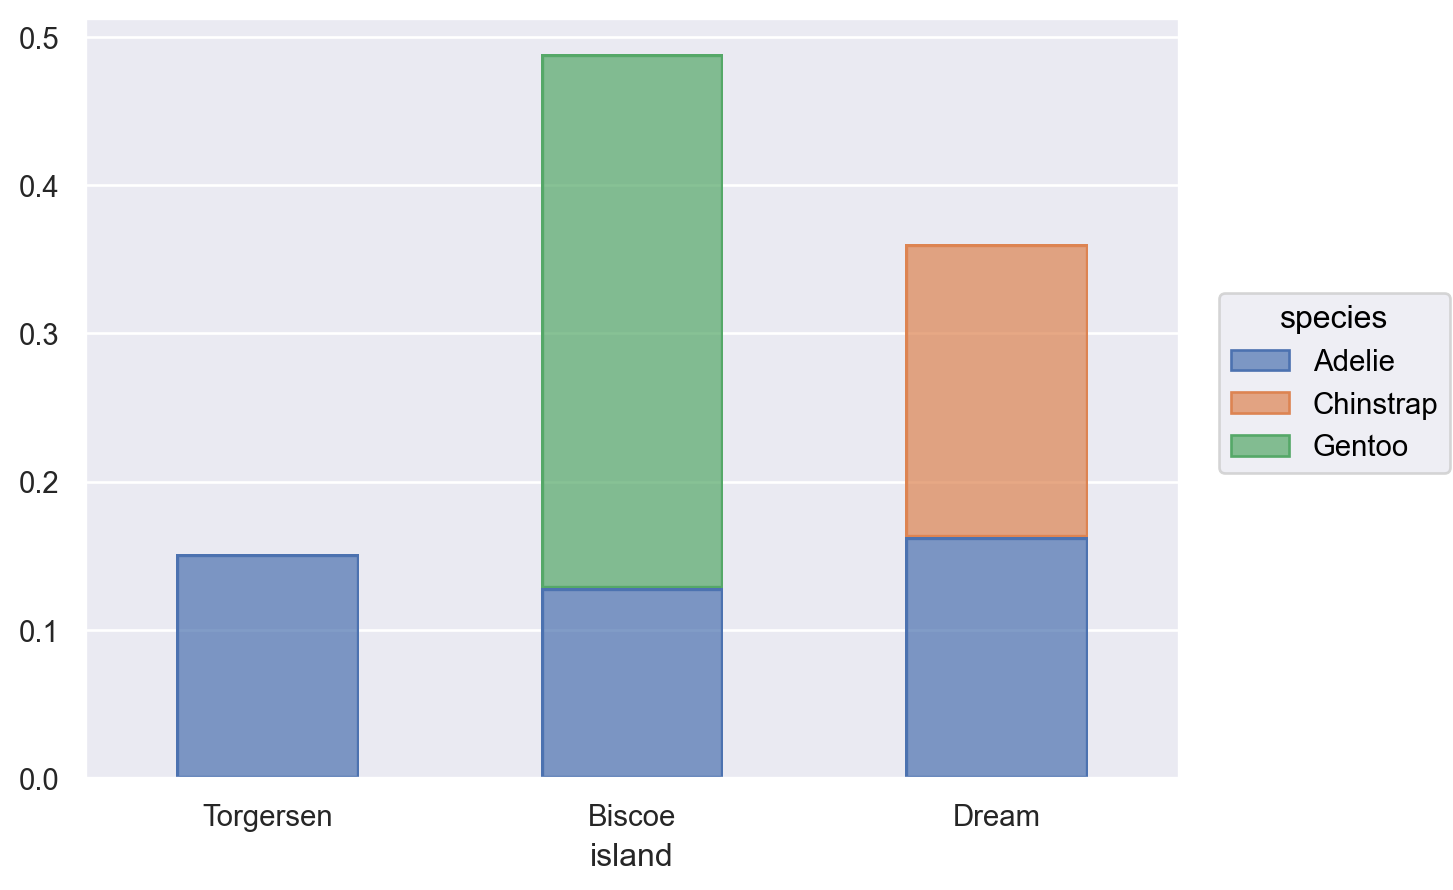 0.5
0.4
0.3
0.2
0.1
0.0
Torgersen
Biscoe
Dream
island
species
Adelie
Chinstrap
Gentoo